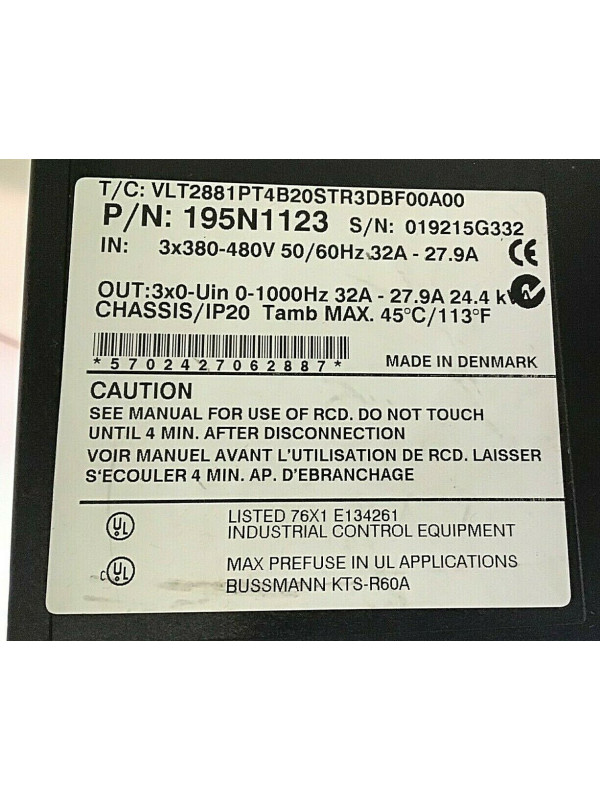 T/C: VLT2881PT4B20STR3DBF00A00
P/N: 195N1123 S/N: 019215G332
IN: 3x380-480V 50/60Hz 32A - 27.9A
CE
OUT:3x0-Uin 0-1000Hz 32A - 27.9A 24.4
CHASSIS/IP20 Tamb MAX. 45°C/113°F
*5702427062887*
MADE IN DENMARK
CAUTION
SEE MANUAL FOR USE OF RCD. DO NOT TOUCH
UNTIL 4 MIN. AFTER DISCONNECTION
VOIR MANUEL AVANT L'UTILISATION DE RCD. LAISSER
S'ECOULER 4 MIN. AP. D'EBRANCHAGE
UL
LISTED 76X1 E134261
INDUSTRIAL CONTROL EQUIPMENT
C UL
MAX PREFUSE IN UL APPLICATIONS
BUSSMANN KTS-R60A